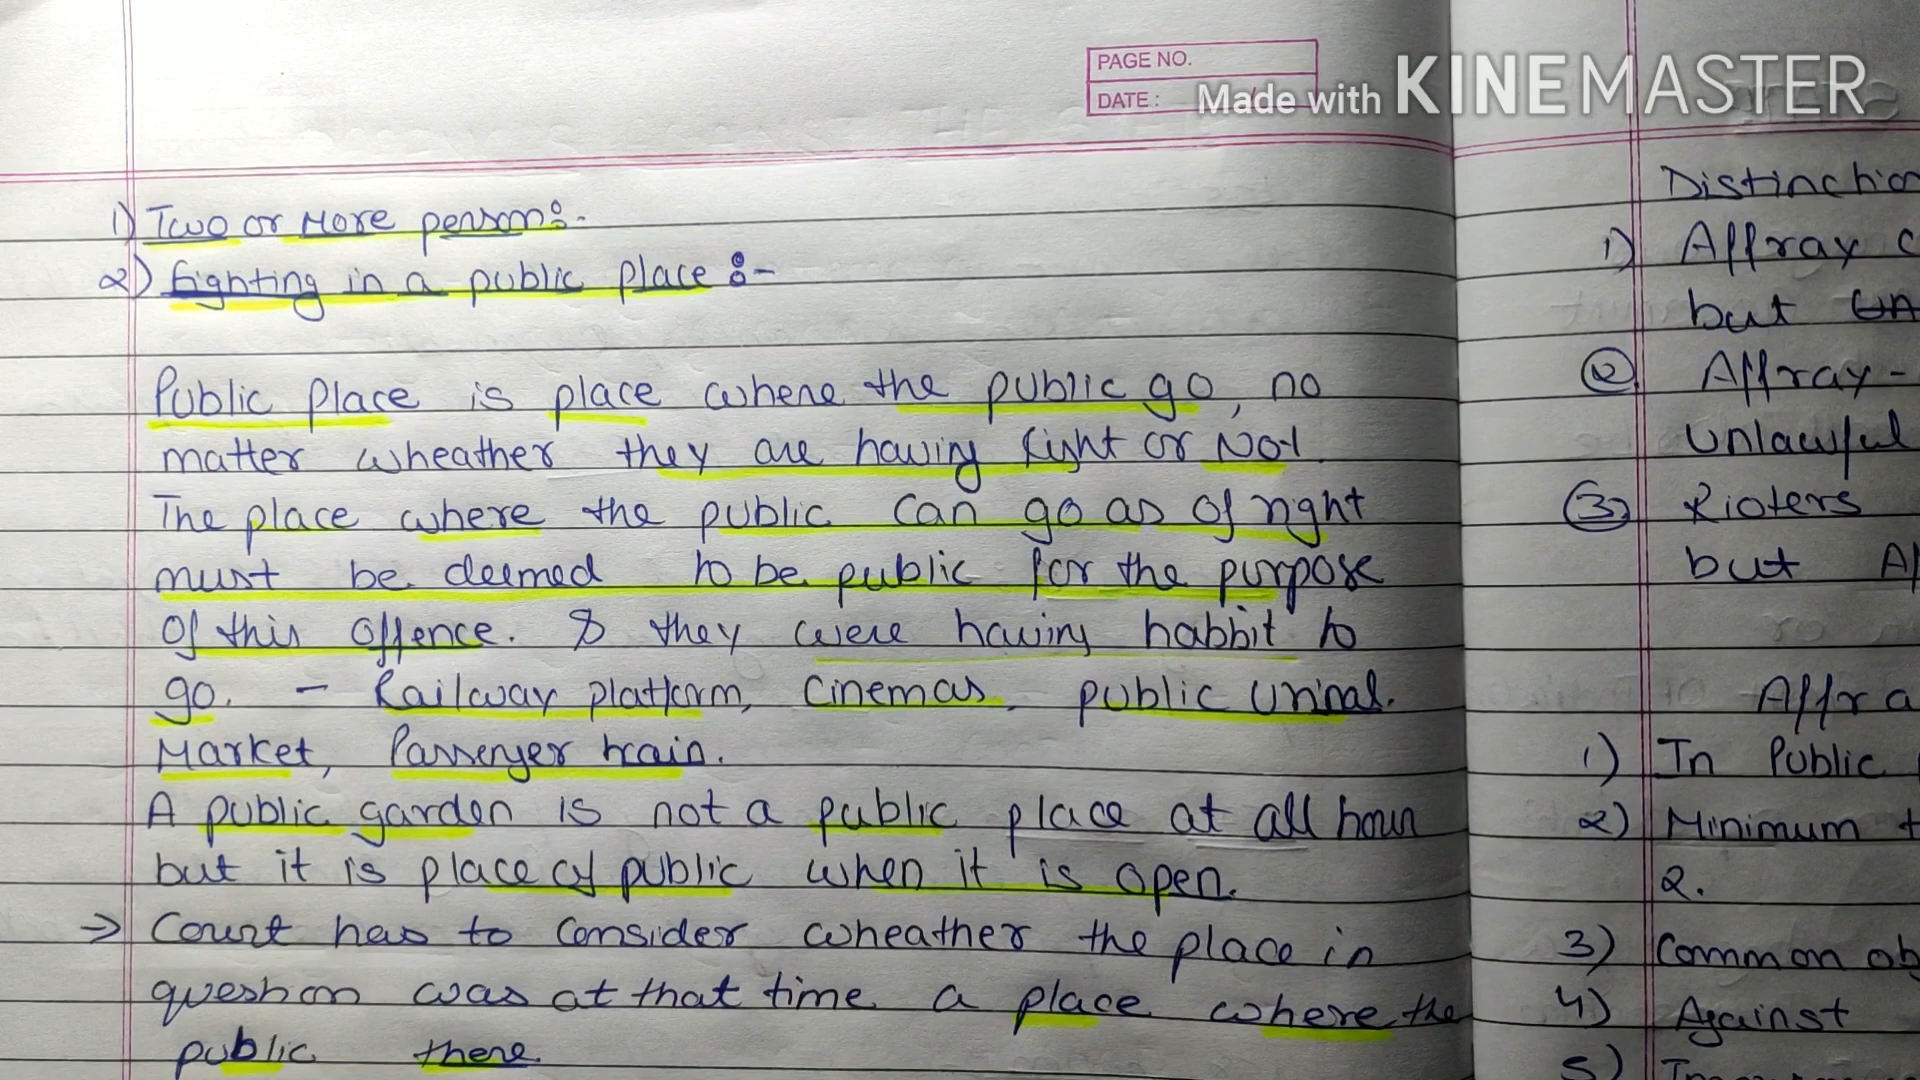 PAGE NO.
DATE :
Made with KINEMASTER
1) Two or More person:-
2) fighting in a public place :-
Public Place is place where the public go, no
matter wheather they are having right or Not.
The place where the public can go as of right
must be deemed to be public for the purpose
of this offence. & they were having habbit to
go. - Railway platform, Cinemas, public Urinal.
Market, Passenger train.
A public garden is not a public place at all hour
but it is place of public when it is open.
→ Court has to Consider wheather the place in
question was at that time a place where the
public there
Distinction
1) Affray C
but
② Affray -
Unlawful
③ Rioters
but Af
Affra
1) In Public
2) Minimum t
2.
3) Common ob
4) Against
5)